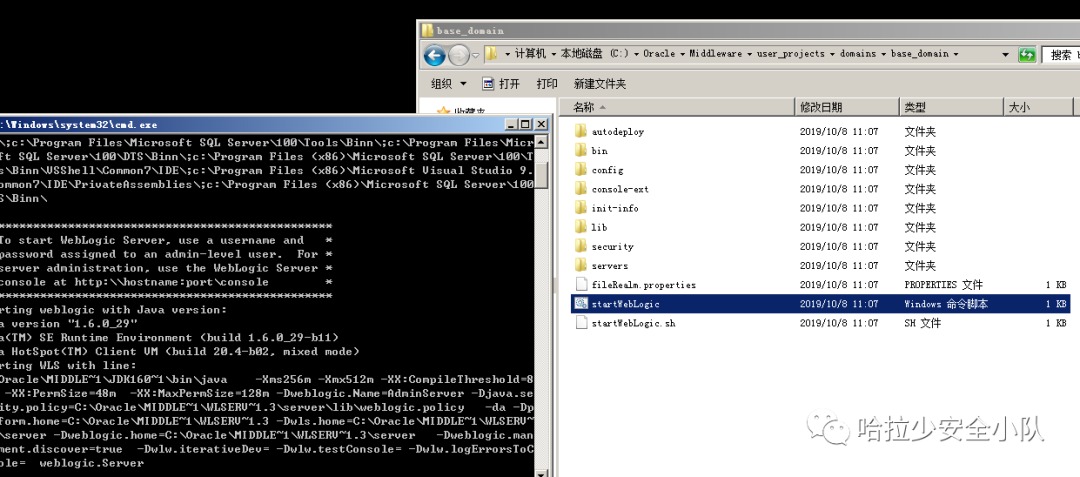 base_domain
计算机 本地磁盘 (C:) Oracle Middleware user_projects domains base_domain
搜索
组织 打开 打印 新建文件夹
名称 修改日期 类型 大小
autodeploy 2019/10/8 11:07 文件夹
bin 2019/10/8 11:07 文件夹
config 2019/10/8 11:07 文件夹
console-ext 2019/10/8 11:07 文件夹
init-info 2019/10/8 11:07 文件夹
lib 2019/10/8 11:07 文件夹
security 2019/10/8 11:07 文件夹
servers 2019/10/8 11:07 文件夹
fileRealm.properties 2019/10/8 11:07 PROPERTIES 文件 1 KB
startWebLogic 2019/10/8 11:07 Windows 命令脚本 1 KB
startWebLogic.sh 2019/10/8 11:07 SH 文件 1 KB
:\Windows\system32\cmd.exe
\;c:\Program Files\Microsoft SQL Server\100\Tools\Binn\;c:\Program Files\Micr
ft SQL Server\100\DTS\Binn\;c:\Program Files (x86)\Microsoft SQL Server\100\T
s\Binn\VSShell\Common7\IDE\;c:\Program Files (x86)\Microsoft Visual Studio 9.
ommon7\IDE\PrivateAssemblies\;c:\Program Files (x86)\Microsoft SQL Server\100
S\Binn\
***************************************************
To start WebLogic Server, use a username and *
password assigned to an admin-level user. For *
server administration, use the WebLogic Server *
console at http:\\hostname:port\console *
***************************************************
rting weblogic with Java version:
a version "1.6.0_29"
a(TM) SE Runtime Environment (build 1.6.0_29-b11)
a HotSpot(TM) Client VM (build 20.4-b02, mixed mode)
rting WLS with line:
Oracle\MIDDLE~1\JDK160~1\bin\java -Xms256m -Xmx512m -XX:CompileThreshold=8
-XX:PermSize=48m -XX:MaxPermSize=128m -Dweblogic.Name=AdminServer -Djava.se
ity.policy=C:\Oracle\MIDDLE~1\WLSERV~1.3\server\lib\weblogic.policy -da -Dp
form.home=C:\Oracle\MIDDLE~1\WLSERV~1.3 -Dwls.home=C:\Oracle\MIDDLE~1\WLSERV~
\server -Dweblogic.home=C:\Oracle\MIDDLE~1\WLSERV~1.3\server -Dweblogic.man
ment.discover=true -Dwlw.iterativeDev= -Dwlw.testConsole= -Dwlw.logErrorsToC
ole= weblogic.Server
哈拉少安全小队